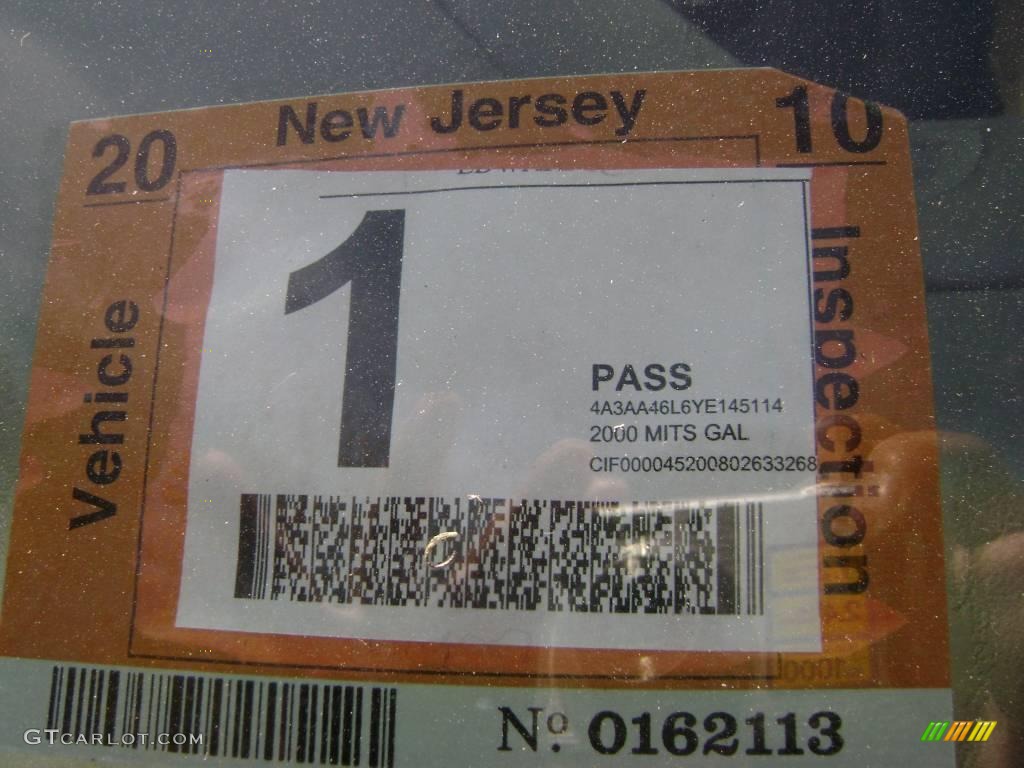 20 New Jersey 10
Vehicle
Inspection
1
PASS
4A3AA46L6YE145114
2000 MITS GAL
CIF000045200802633268
Nº. 0162113
GTCARLOT.COM